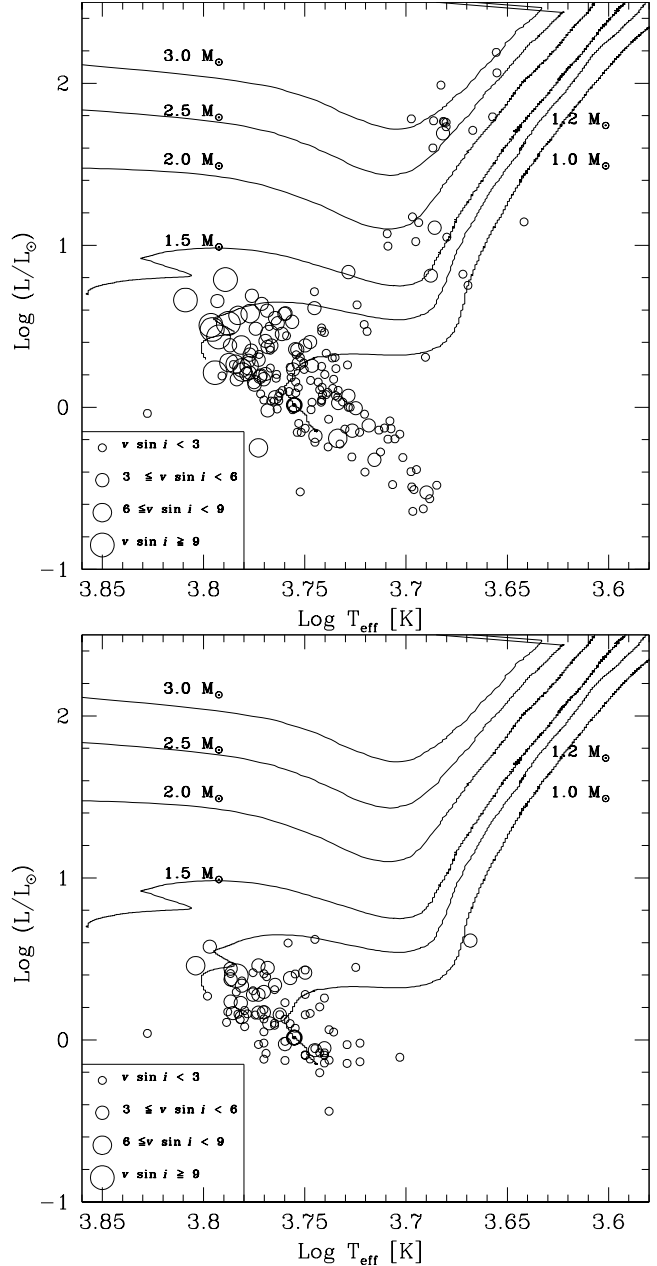 3.0 M⊙
2
2.5 M⊙
1.2 M⊙
2.0 M⊙
1.0 M⊙
Log (L/L⊙)
1.5 M⊙
1
0
v sin i < 3
3 ≤ v sin i < 6
6 ≤v sin i < 9
v sin i ≧ 9
-1
3.85 3.8 3.75 3.7 3.65 3.6
Log Teff [K]
3.0 M⊙
2
2.5 M⊙
1.2 M⊙
2.0 M⊙
1.0 M⊙
Log (L/L⊙)
1.5 M⊙
1
0
v sin i < 3
3 ≤ v sin i < 6
6 ≤v sin i < 9
v sin i ≧ 9
-1
3.85 3.8 3.75 3.7 3.65 3.6
Log Teff [K]